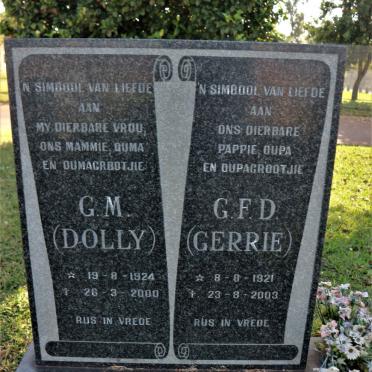 'N SIMBOOL VAN LIEFDE
AAN
MY DIERBARE VROU,
ONS MAMMIE, OUMA
EN OUMAGROOTJIE
G.M.
(DOLLY)
* 19-8-1924
† 26-3-2000
RUS IN VREDE
'N SIMBOOL VAN LIEFDE
AAN
ONS DIERBARE
PAPPIE, OUPA
EN OUPAGROOTJIE
G.F.D.
(GERRIE)
* 8-8-1921
† 23-8-2003
RUS IN VREDE